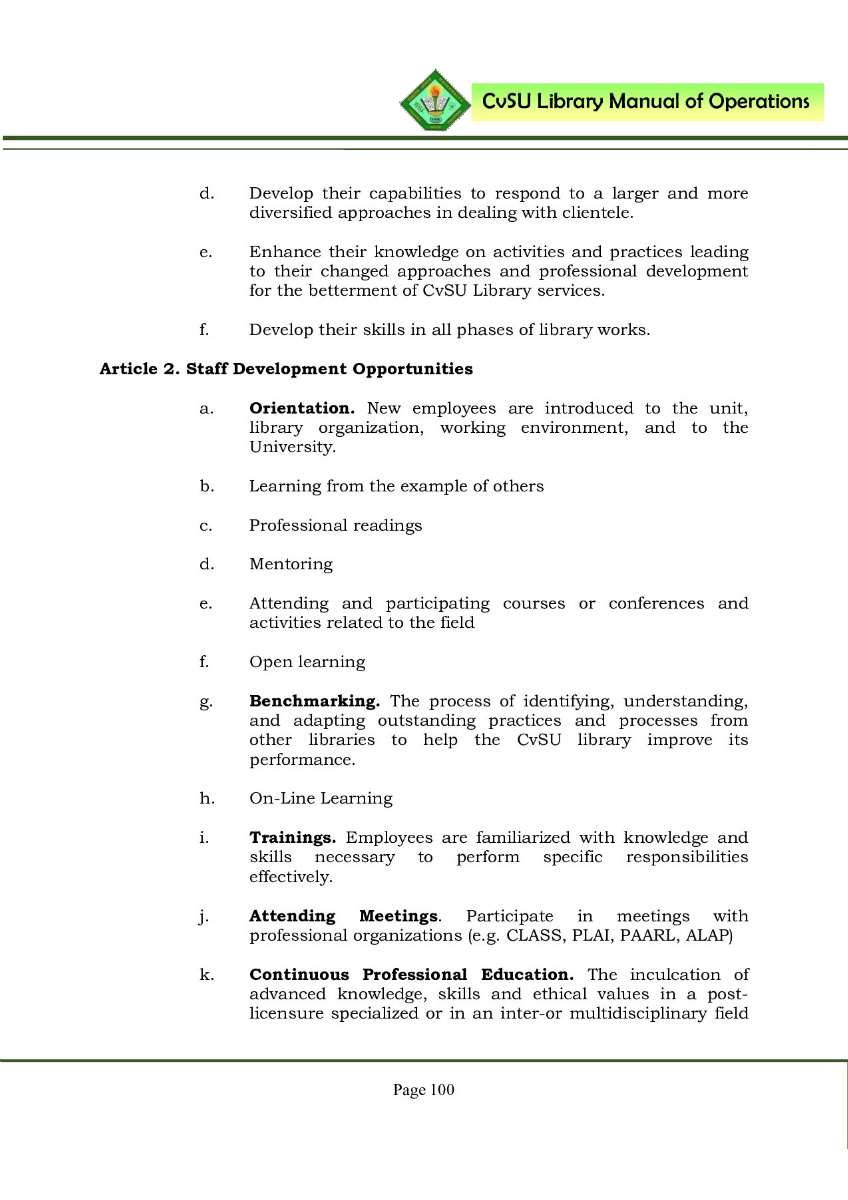 CvSU Library Manual of Operations
d. Develop their capabilities to respond to a larger and more
diversified approaches in dealing with clientele.
e. Enhance their knowledge on activities and practices leading
to their changed approaches and professional development
for the betterment of CvSU Library services.
f. Develop their skills in all phases of library works.
Article 2. Staff Development Opportunities
a. Orientation. New employees are introduced to the unit,
library organization, working environment, and to the
University.
b. Learning from the example of others
c. Professional readings
d. Mentoring
e. Attending and participating courses or conferences and
activities related to the field
f. Open learning
g. Benchmarking. The process of identifying, understanding,
and adapting outstanding practices and processes from
other libraries to help the CvSU library improve its
performance.
h. On-Line Learning
i. Trainings. Employees are familiarized with knowledge and
skills necessary to perform specific responsibilities
effectively.
j. Attending Meetings. Participate in meetings with
professional organizations (e.g. CLASS, PLAI, PAARL, ALAP)
k. Continuous Professional Education. The inculcation of
advanced knowledge, skills and ethical values in a post-
licensure specialized or in an inter-or multidisciplinary field
Page 100